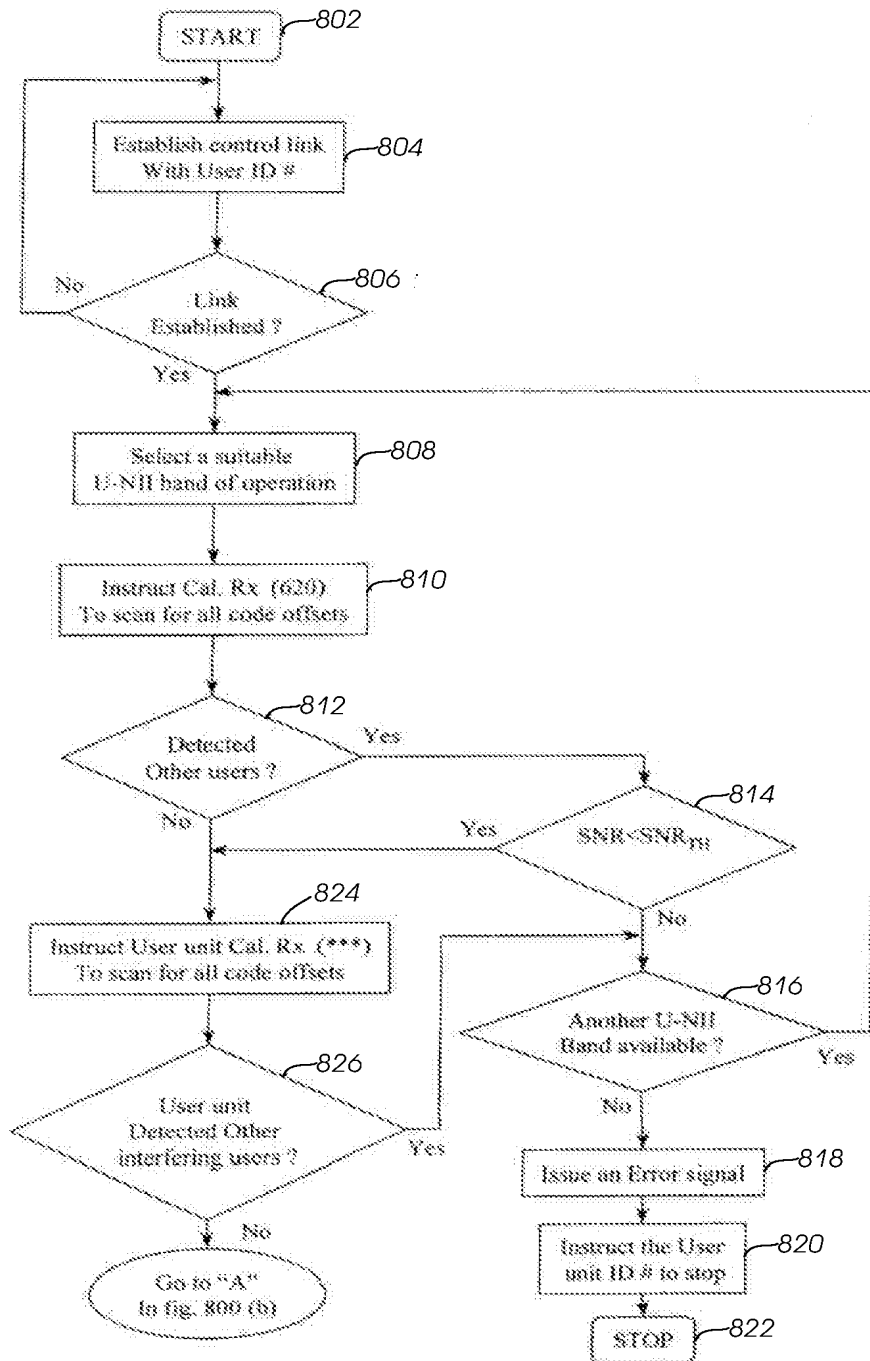 START
802
Establish control link
With User ID #
804
806
No
Link
Established ?
Yes
Select a suitable
U-NII band of operation
808
Instruct Cal. Rx (620)
To scan for all code offsets
810
812
Detected
Other users ?
Yes
No
814
SNR<SNRTH
Yes
No
824
Instruct User unit Cal. Rx (***)
To scan for all code offsets
816
Another U-NII
Band available ?
Yes
No
826
User unit
Detected Other
interfering users ?
Yes
No
Issue an Error signal
818
Instruct the User
unit ID # to stop
820
Go to "A"
In fig. 800 (b)
STOP
822